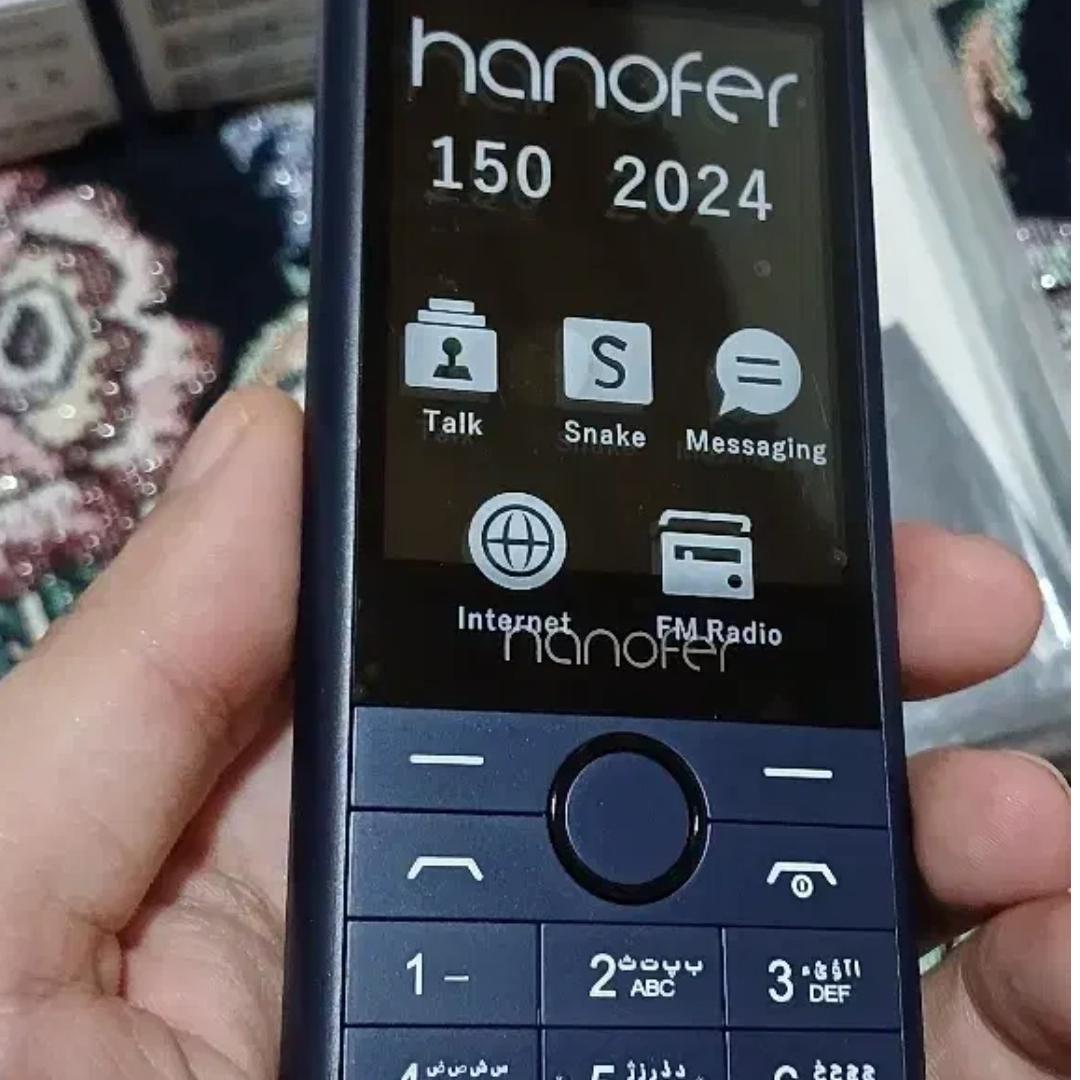 hanofer
150 2024
Talk Snake Messaging
Internet FM Radio
hanofer
1 -
2 ب پ ت ث ABC
3 ا آ ؤ ئ ء DEF
س ش ص ض
د ذ ر ز ژ
ج چ ح خ